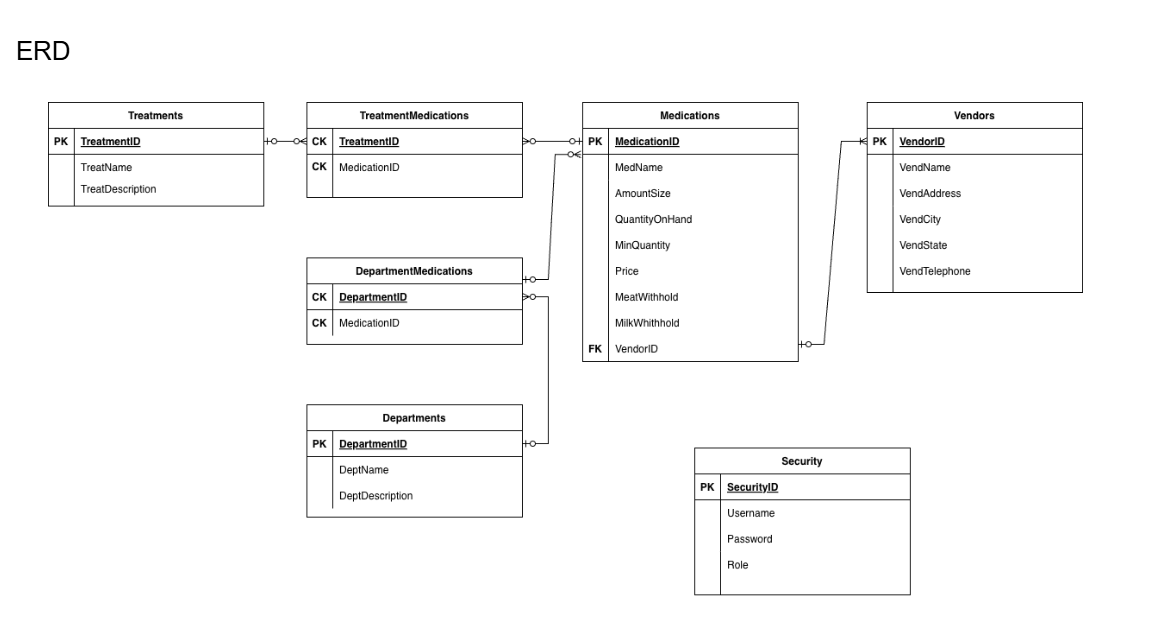 ERD
Treatments
PK TreatmentID
TreatName
TreatDescription
TreatmentMedications
CK TreatmentID
CK MedicationID
Medications
PK MedicationID
MedName
AmountSize
QuantityOnHand
MinQuantity
Price
MeatWithhold
MilkWhithhold
FK VendorID
Vendors
PK VendorID
VendName
VendAddress
VendCity
VendState
VendTelephone
DepartmentMedications
CK DepartmentID
CK MedicationID
Departments
PK DepartmentID
DeptName
DeptDescription
Security
PK SecurityID
Username
Password
Role